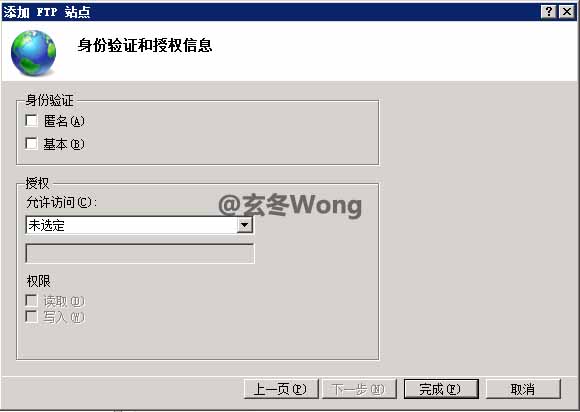 添加 FTP 站点
身份验证和授权信息
身份验证
匿名(A)
基本(B)
授权
允许访问(C):
@玄冬Wong
未选定
权限
读取(D)
写入(W)
上一页(P)
下一步(N)
完成(F)
取消